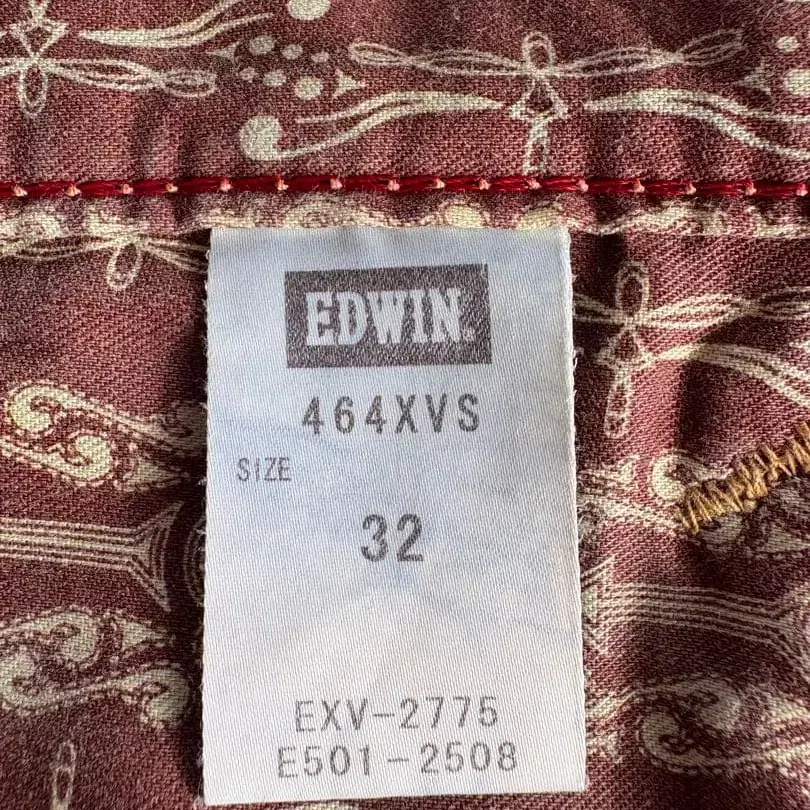 EDWIN.
464XVS
SIZE
32
EXV-2775
E501-2508